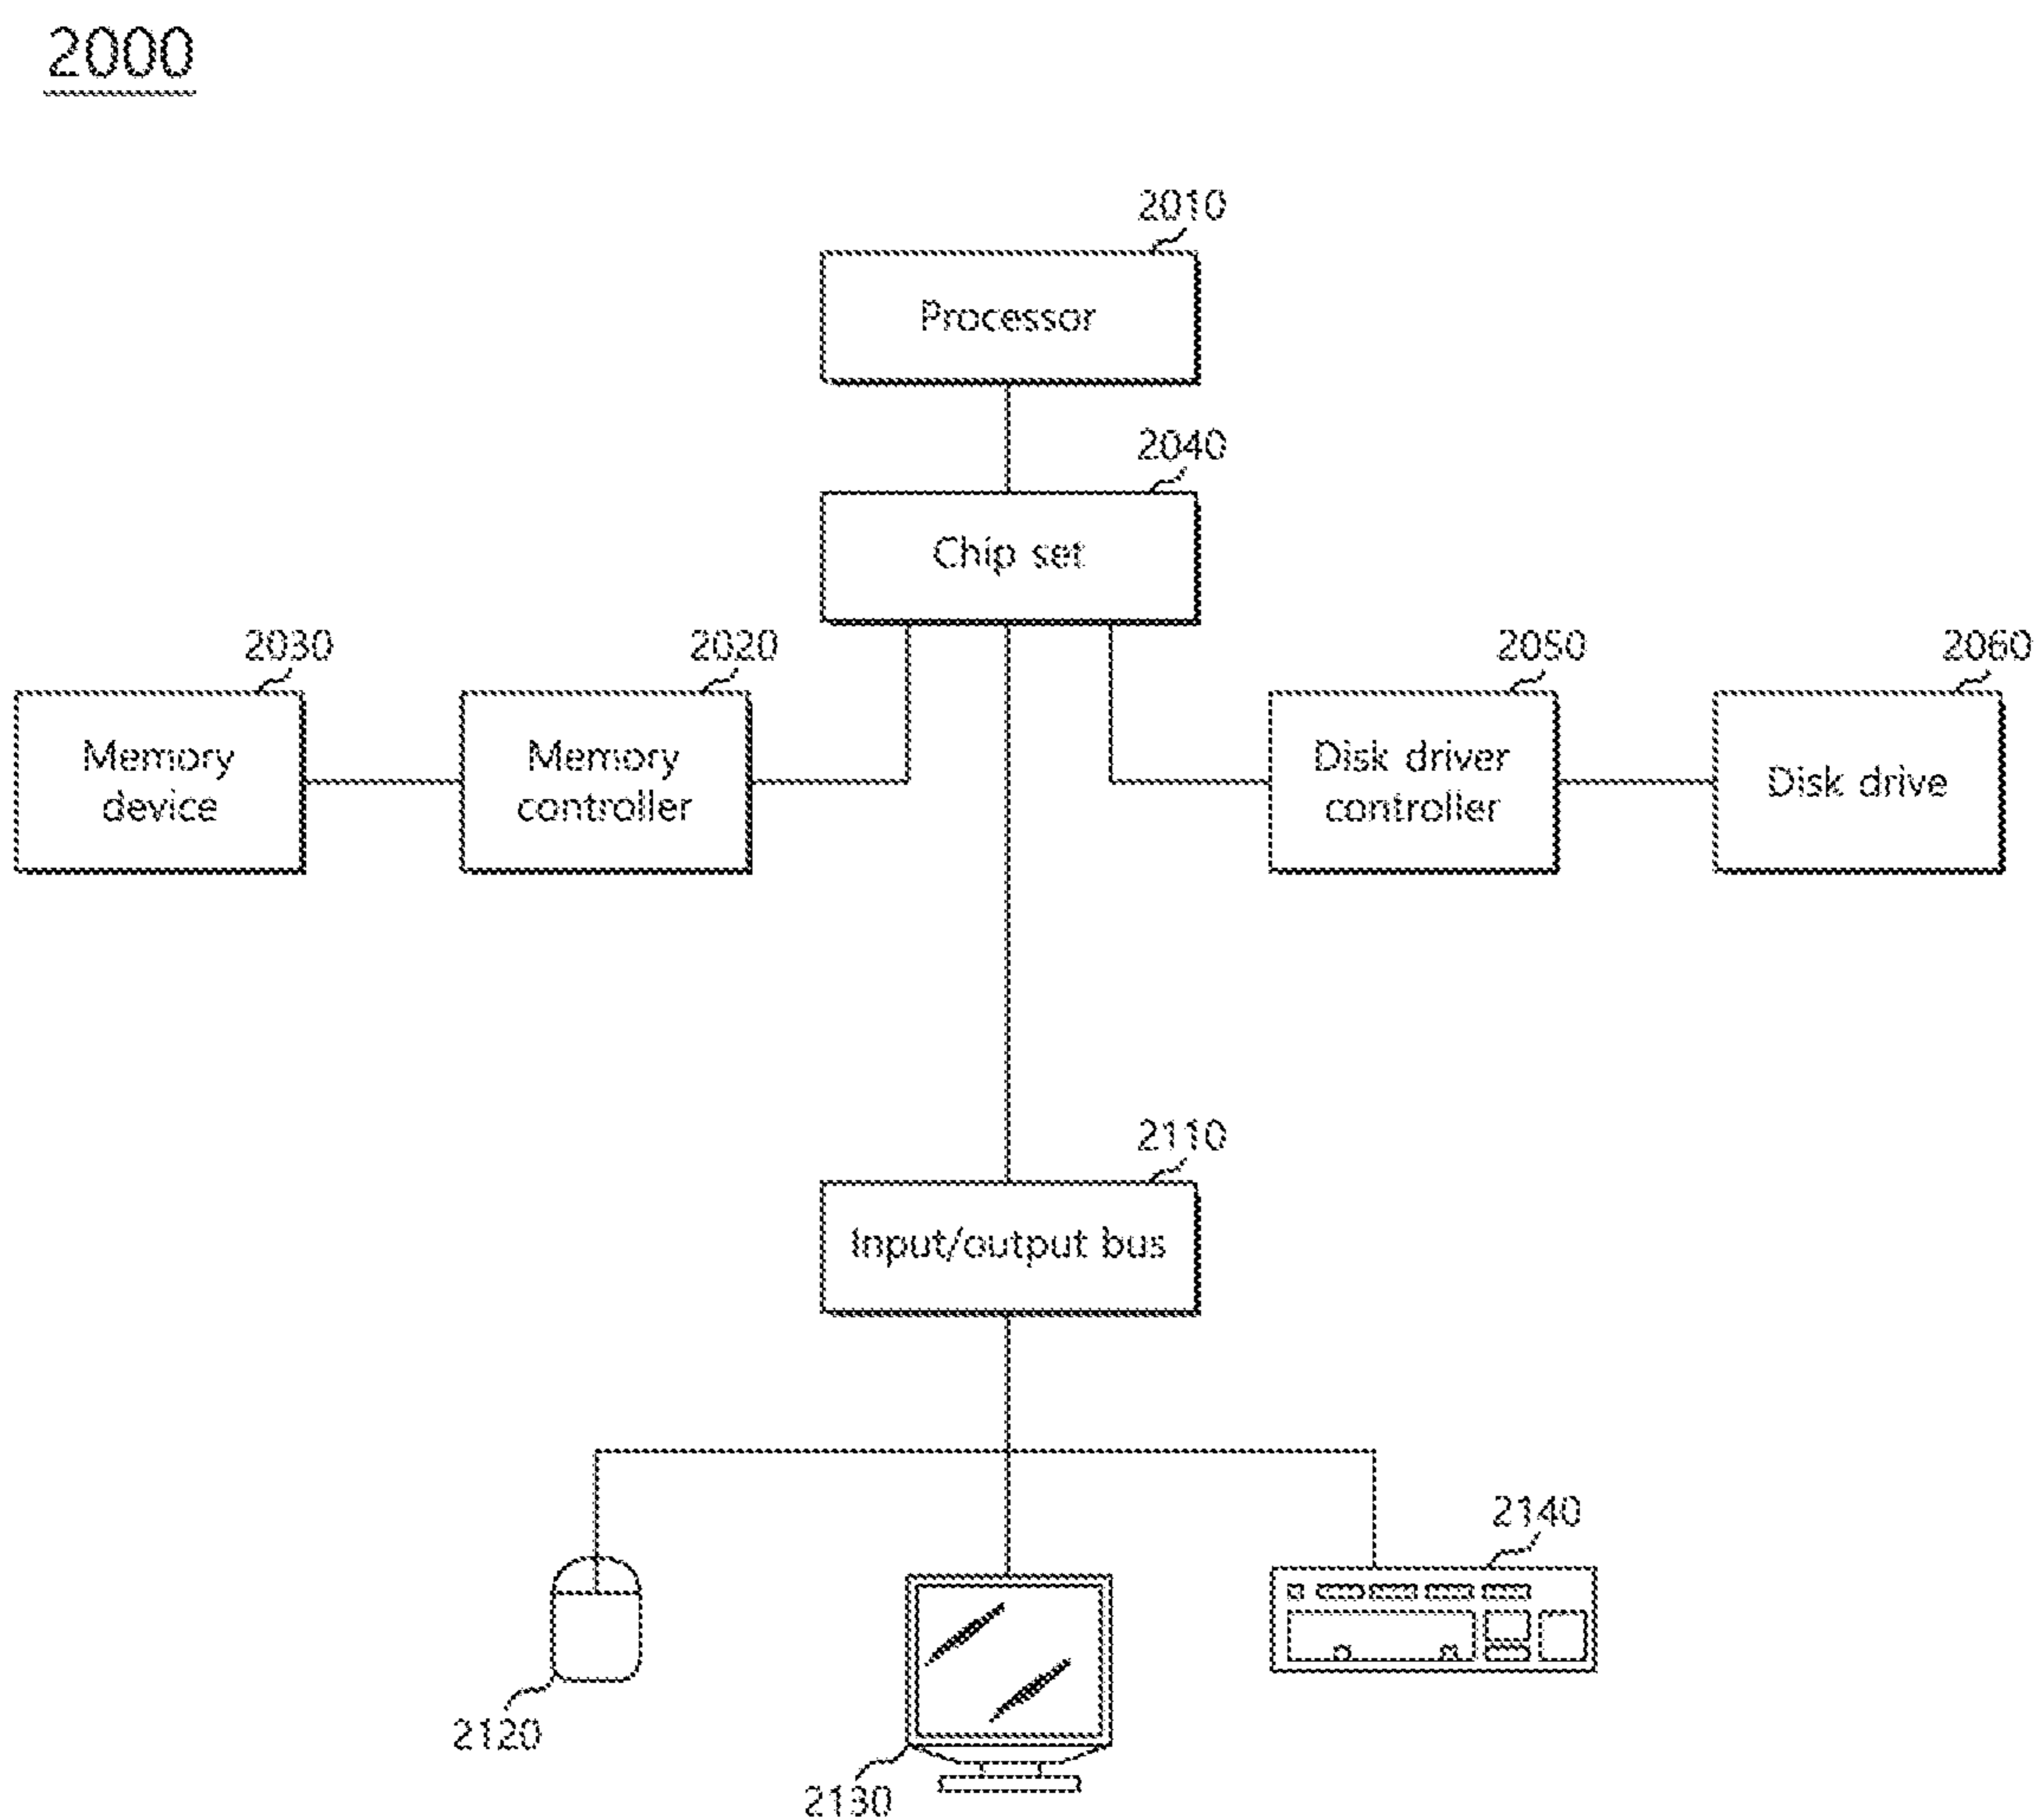 2000
2010
Processor
2040
Chip set
2030
2020
2050
2060
Memory
device
Memory
controller
Disk driver
controller
Disk drive
2110
Input/output bus
2140
2120
2130